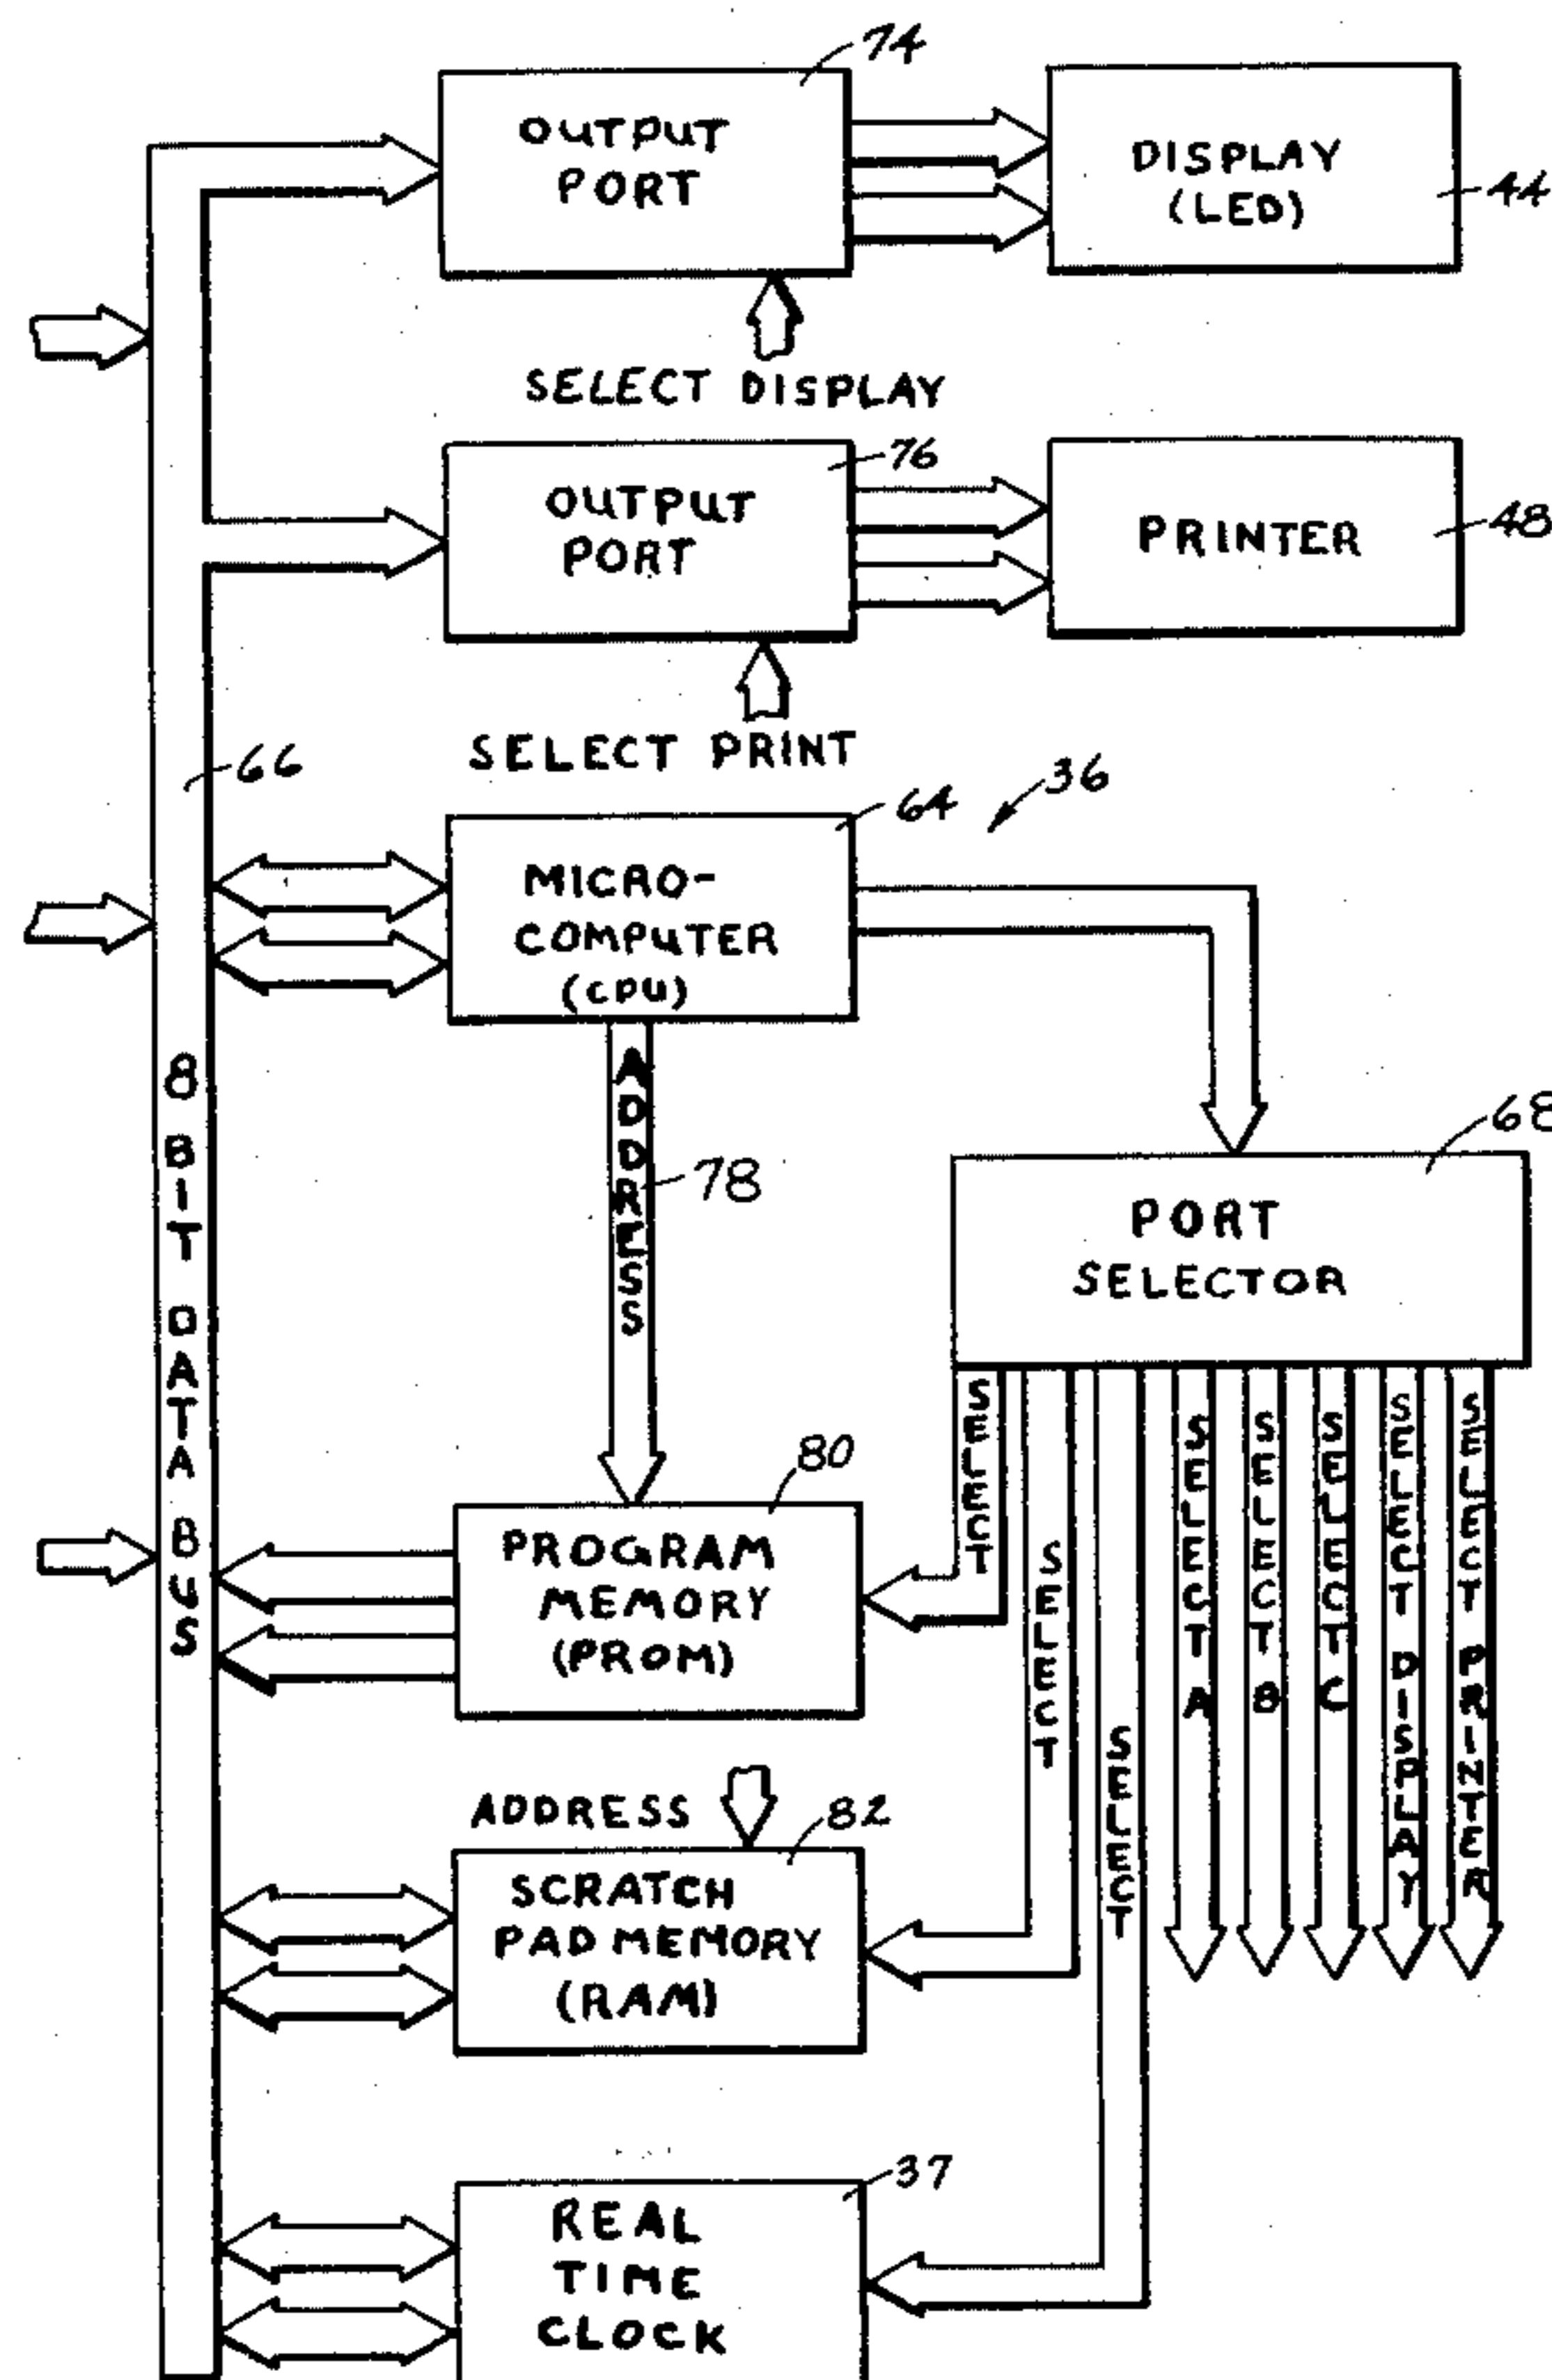 74
OUTPUT
PORT
DISPLAY
(LED)
44
SELECT DISPLAY
76
OUTPUT
PORT
PRINTER
48
SELECT PRINT
66
36
64
MICRO-
COMPUTER
(CPU)
8 BIT DATA BUS
ADDRESS
78
68
PORT
SELECTOR
SELECT
SELECT
SELECT
SELECT A
SELECT B
SELECT C
SELECT DISPLAY
SELECT PRINTER
80
PROGRAM
MEMORY
(PROM)
ADDRESS
82
SCRATCH
PAD MEMORY
(RAM)
37
REAL
TIME
CLOCK